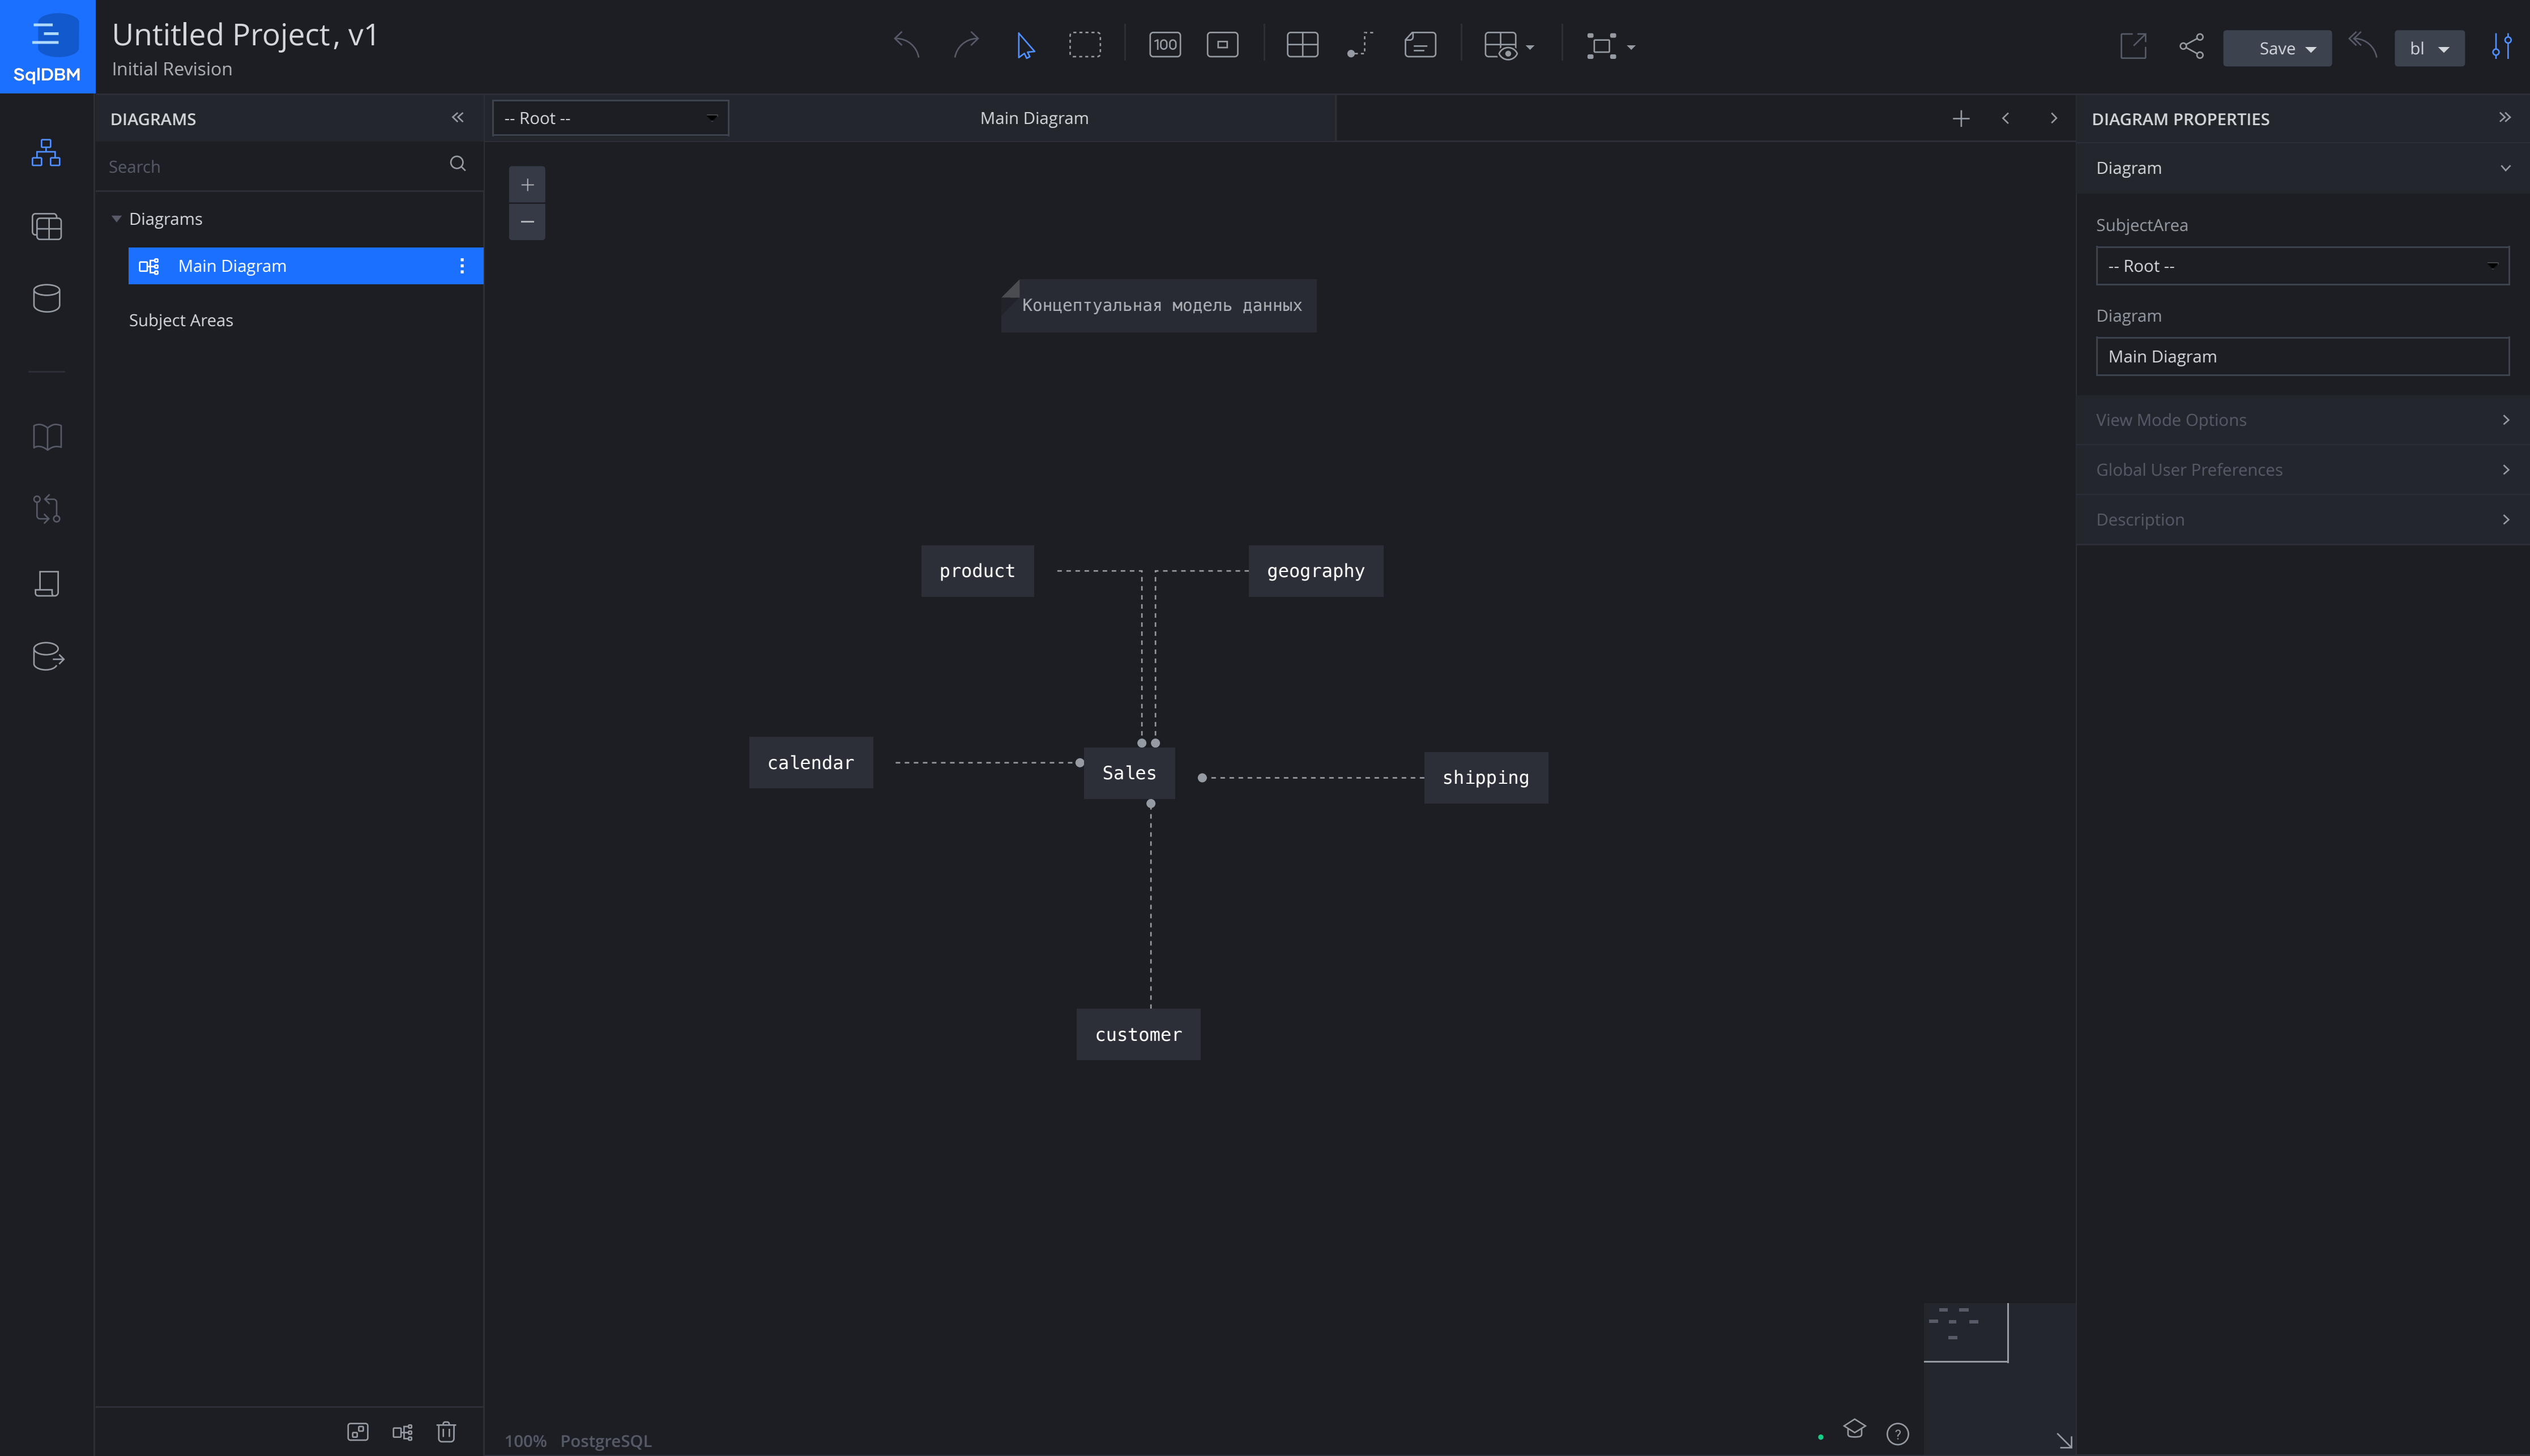 SqlDBM
Untitled Project, v1
Initial Revision
100
Save
bl
DIAGRAMS
Search
Diagrams
Main Diagram
Subject Areas
-- Root --
Main Diagram
Концептуальная модель данных
product
geography
calendar
Sales
shipping
customer
100% PostgreSQL
?
DIAGRAM PROPERTIES
Diagram
SubjectArea
-- Root --
Diagram
Main Diagram
View Mode Options
Global User Preferences
Description